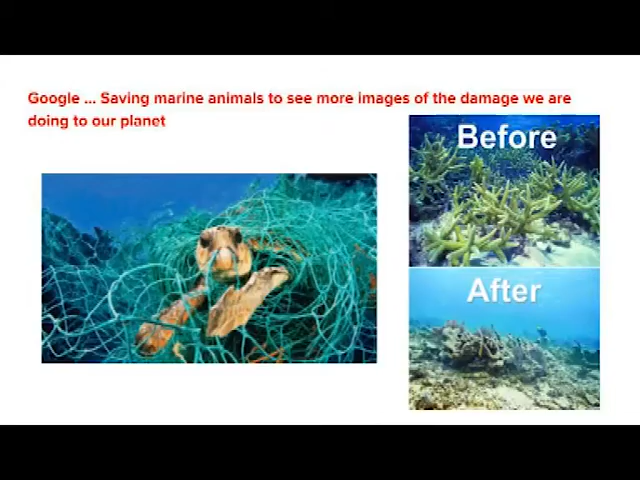 Google ... Saving marine animals to see more images of the damage we are
doing to our planet
Before
After